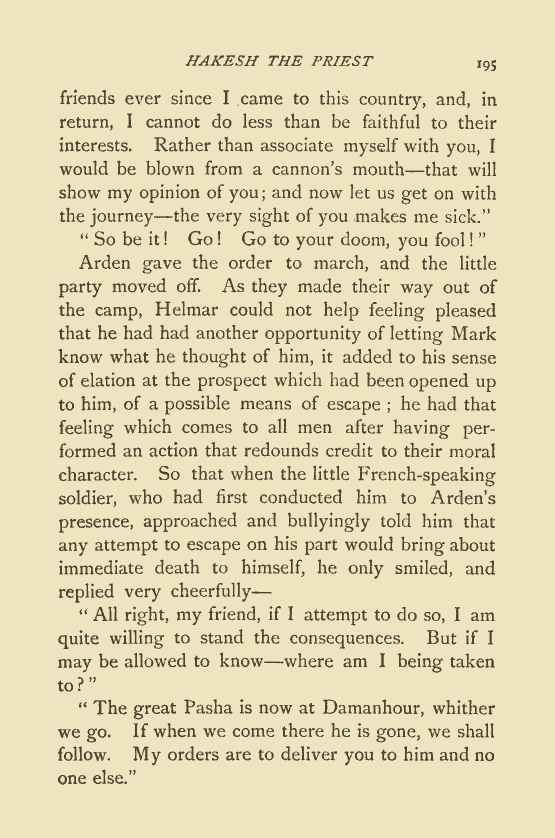 HAKESH THE PRIEST 195
friends ever since I came to this country, and, in
return, I cannot do less than be faithful to their
interests. Rather than associate myself with you, I
would be blown from a cannon's mouth—that will
show my opinion of you; and now let us get on with
the journey—the very sight of you makes me sick."
"So be it! Go! Go to your doom, you fool!"
Arden gave the order to march, and the little
party moved off. As they made their way out of
the camp, Helmar could not help feeling pleased
that he had had another opportunity of letting Mark
know what he thought of him, it added to his sense
of elation at the prospect which had been opened up
to him, of a possible means of escape; he had that
feeling which comes to all men after having per-
formed an action that redounds credit to their moral
character. So that when the little French-speaking
soldier, who had first conducted him to Arden's
presence, approached and bullyingly told him that
any attempt to escape on his part would bring about
immediate death to himself, he only smiled, and
replied very cheerfully—
"All right, my friend, if I attempt to do so, I am
quite willing to stand the consequences. But if I
may be allowed to know—where am I being taken
to?"
"The great Pasha is now at Damanhour, whither
we go. If when we come there he is gone, we shall
follow. My orders are to deliver you to him and no
one else."